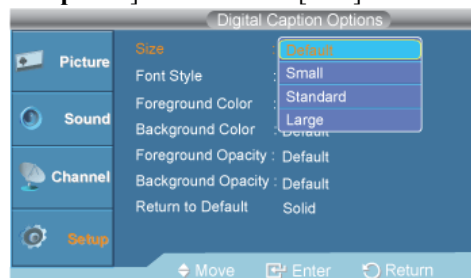 Digital Caption Options
Picture
Sound
Channel
Setup
Size :
Default
Small
Standard
Large
Font Style :
Foreground Color :
Background Color : Default
Foreground Opacity : Default
Background Opacity : Default
Return to Default Solid
Move Enter Return